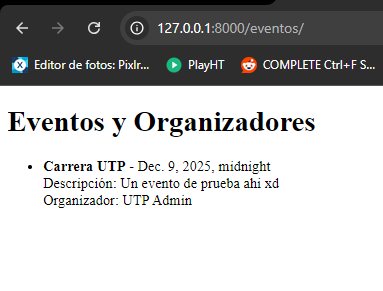 127.0.0.1:8000/eventos/
Editor de fotos: Pixlr... PlayHT COMPLETE Ctrl+F S...
Eventos y Organizadores
Carrera UTP - Dec. 9, 2025, midnight
Descripción: Un evento de prueba ahi xd
Organizador: UTP Admin